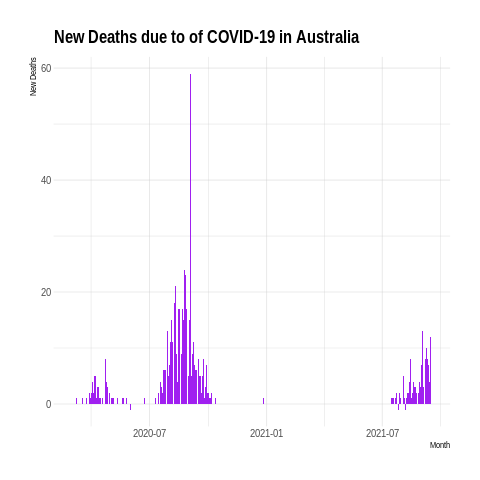 New Deaths due to of COVID-19 in Australia
New Deaths
60
40
20
0
2020-07
2021-01
2021-07
Month